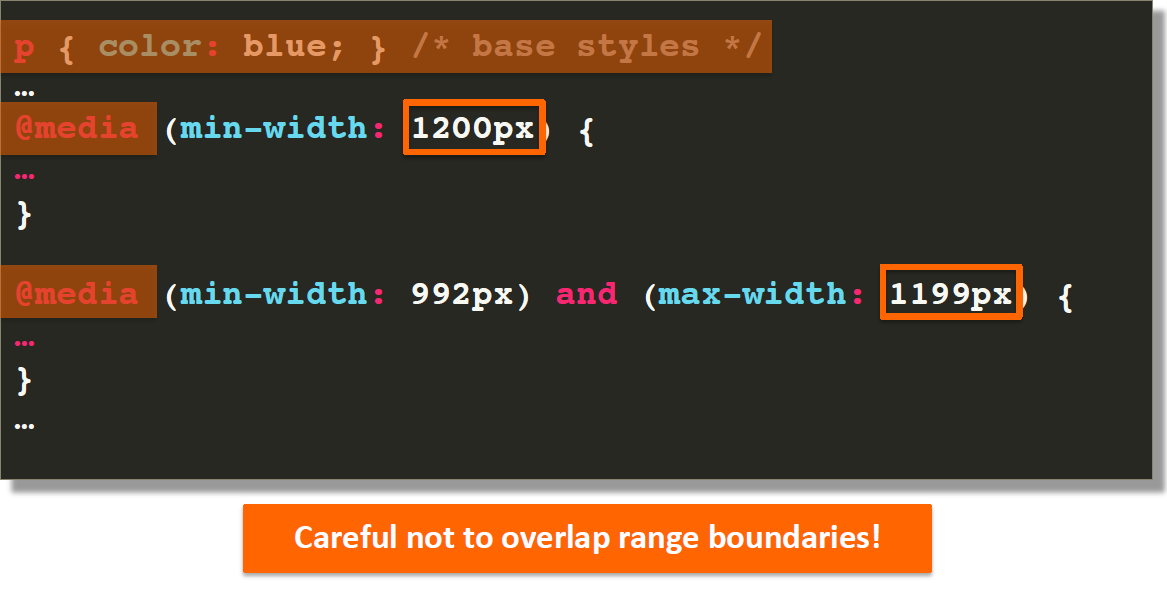 p { color: blue; } /* base styles */
…
@media (min-width: 1200px) {
…
}
@media (min-width: 992px) and (max-width: 1199px) {
…
}
…
Careful not to overlap range boundaries!